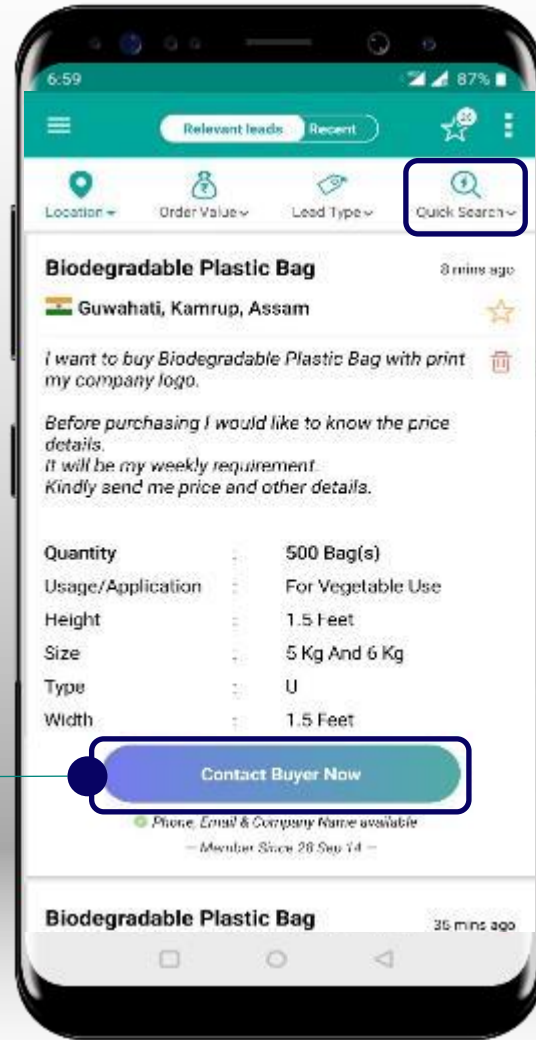 6:59
87%
Relevant leads
Recent
Location
Order Value
Lead Type
Quick Search
Biodegradable Plastic Bag
8 mins ago
Guwahati, Kamrup, Assam
I want to buy Biodegradable Plastic Bag with print
my company logo.
Before purchasing I would like to know the price
details.
It will be my weekly requirement.
Kindly send me price and other details.
Quantity : 500 Bag(s)
Usage/Application : For Vegetable Use
Height : 1.5 Feet
Size : 5 Kg And 6 Kg
Type : U
Width : 1.5 Feet
Contact Buyer Now
Phone, Email & Company Name available
— Member Since 28 Sep 14 —
Biodegradable Plastic Bag
35 mins ago